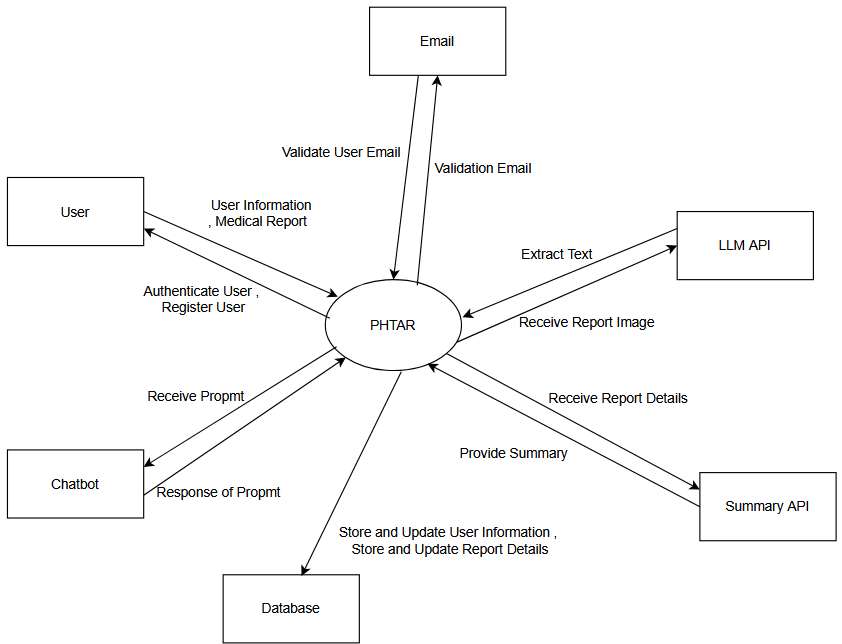 Email
Validate User Email
Validation Email
User
User Information
, Medical Report
LLM API
Extract Text
Authenticate User ,
Register User
PHTAR
Receive Report Image
Receive Propmt
Receive Report Details
Provide Summary
Chatbot
Response of Propmt
Summary API
Store and Update User Information ,
Store and Update Report Details
Database